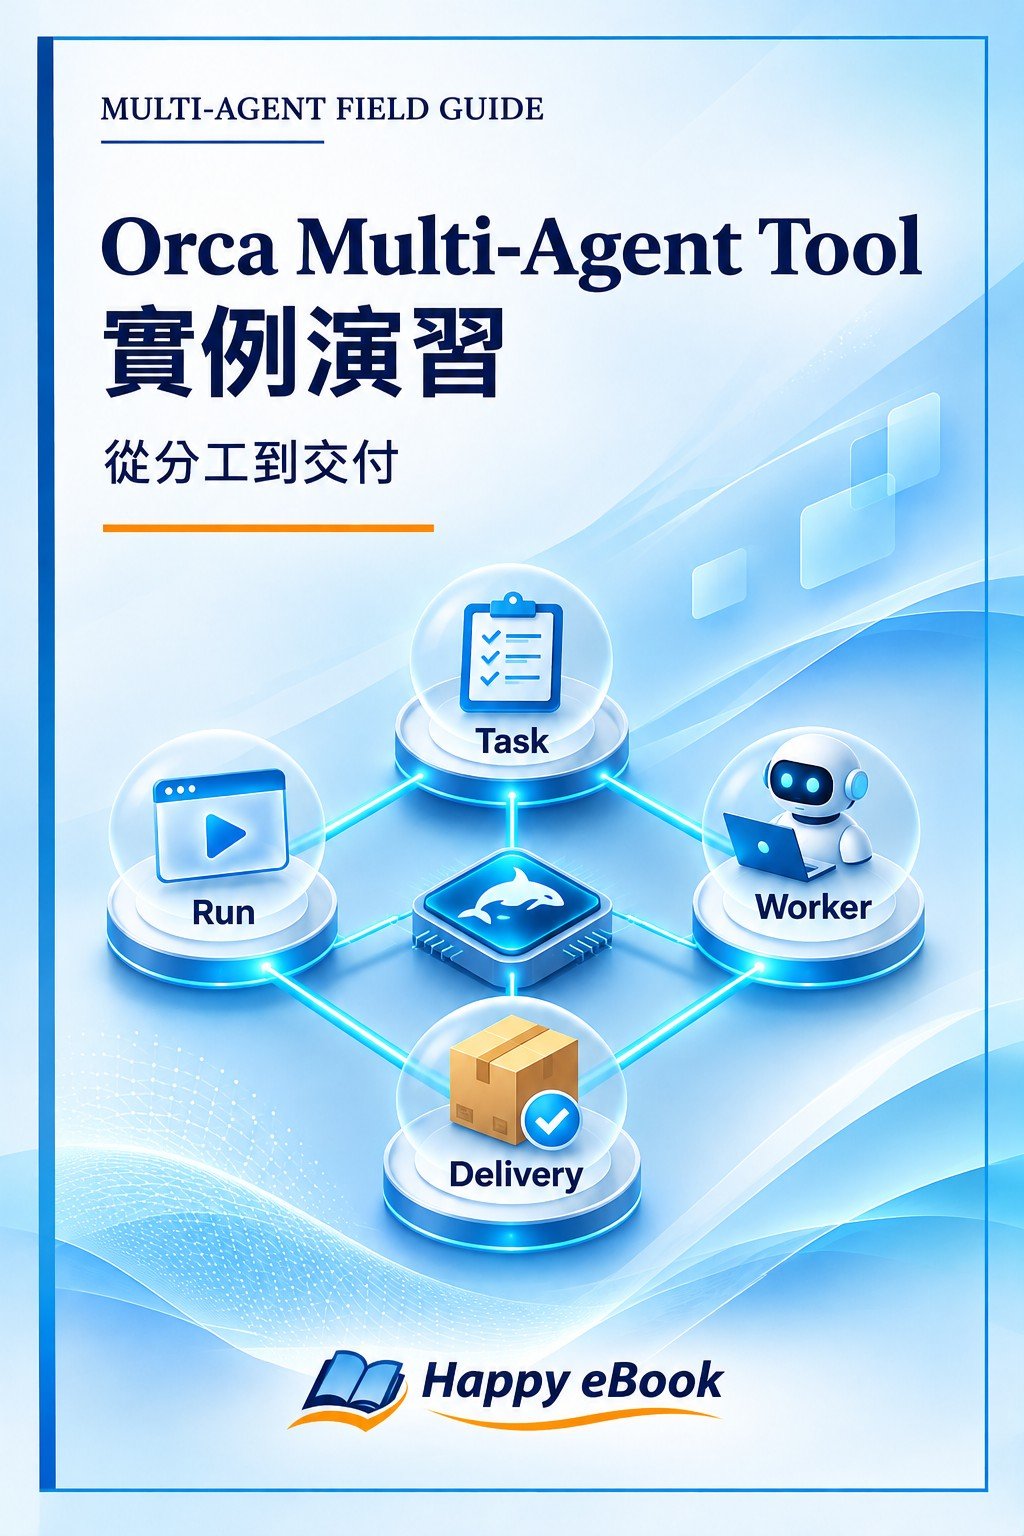 MULTI-AGENT FIELD GUIDE
Orca Multi-Agent Tool
實例演習
從分工到交付
Task
Run
Worker
Delivery
Happy eBook